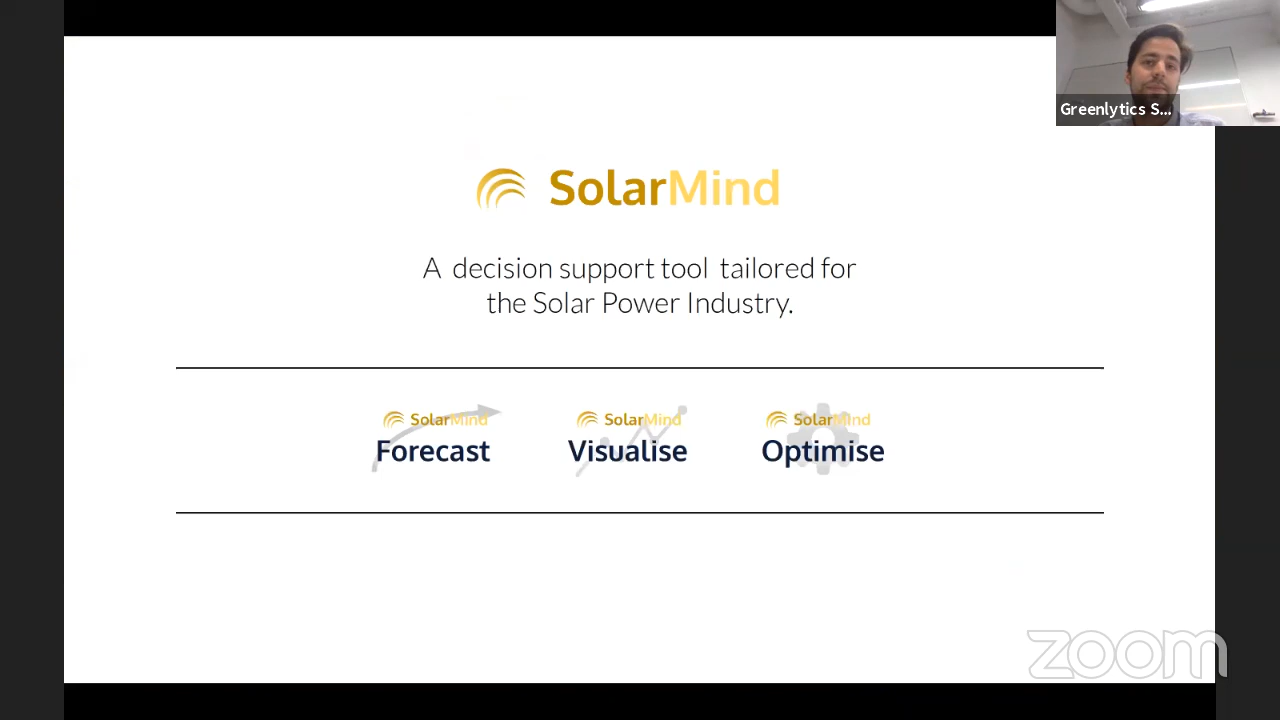 Greenlytics S...
SolarMind
A decision support tool tailored for
the Solar Power Industry.
SolarMind
Forecast
SolarMind
Visualise
SolarMind
Optimise
zoom